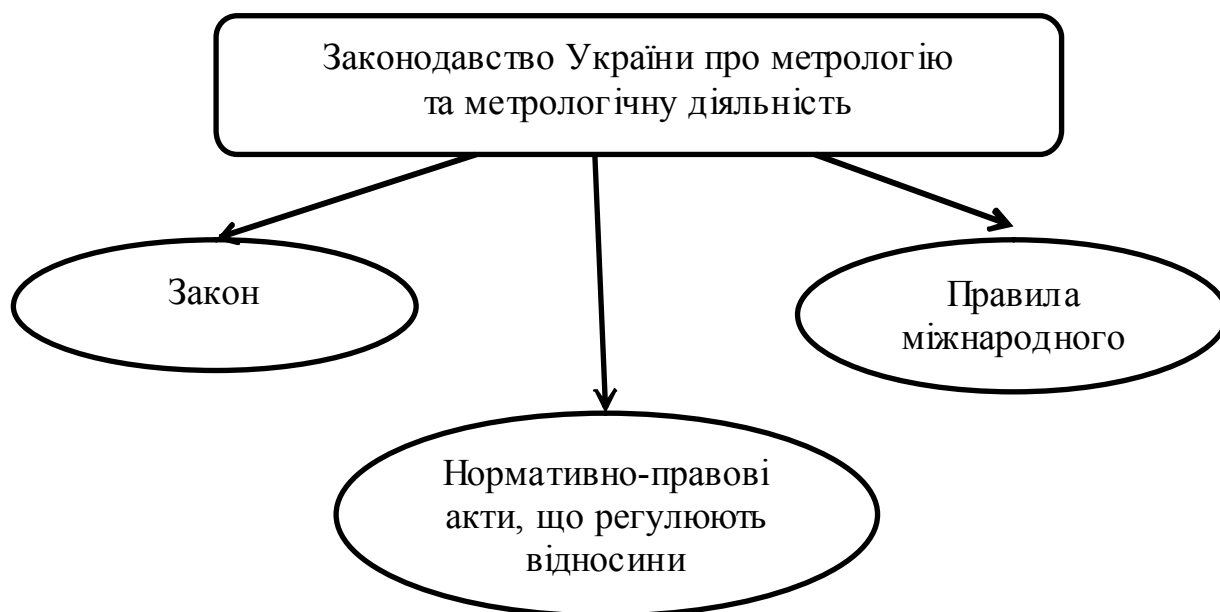 Законодавство України про метрологію
та метрологічну діяльність
Закон
Правила
міжнародного
Нормативно-правові
акти, що регулюють
відносини